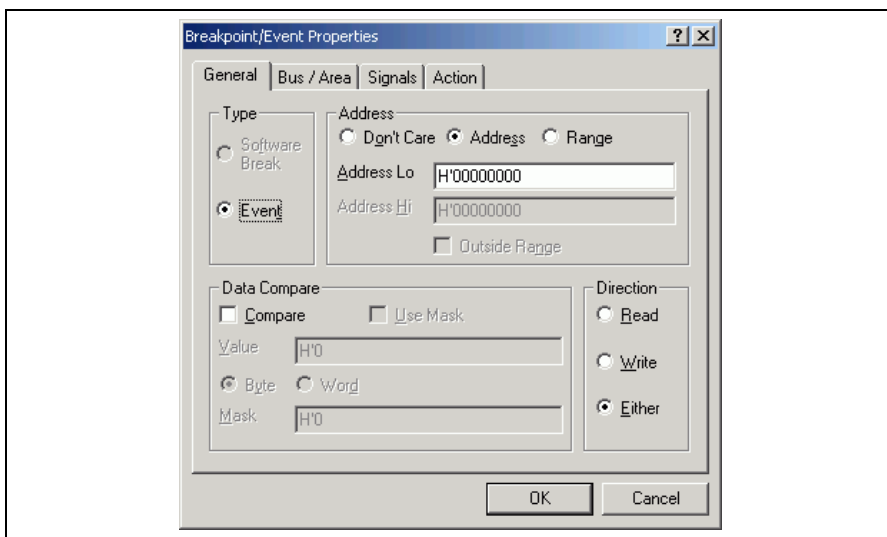 Breakpoint/Event Properties
General Bus / Area Signals Action
Type
Software
Break
Event
Address
Don't Care Address Range
Address Lo H'00000000
Address Hi H'00000000
Outside Range
Data Compare
Compare Use Mask
Value H'0
Byte Word
Mask H'0
Direction
Read
Write
Either
OK Cancel